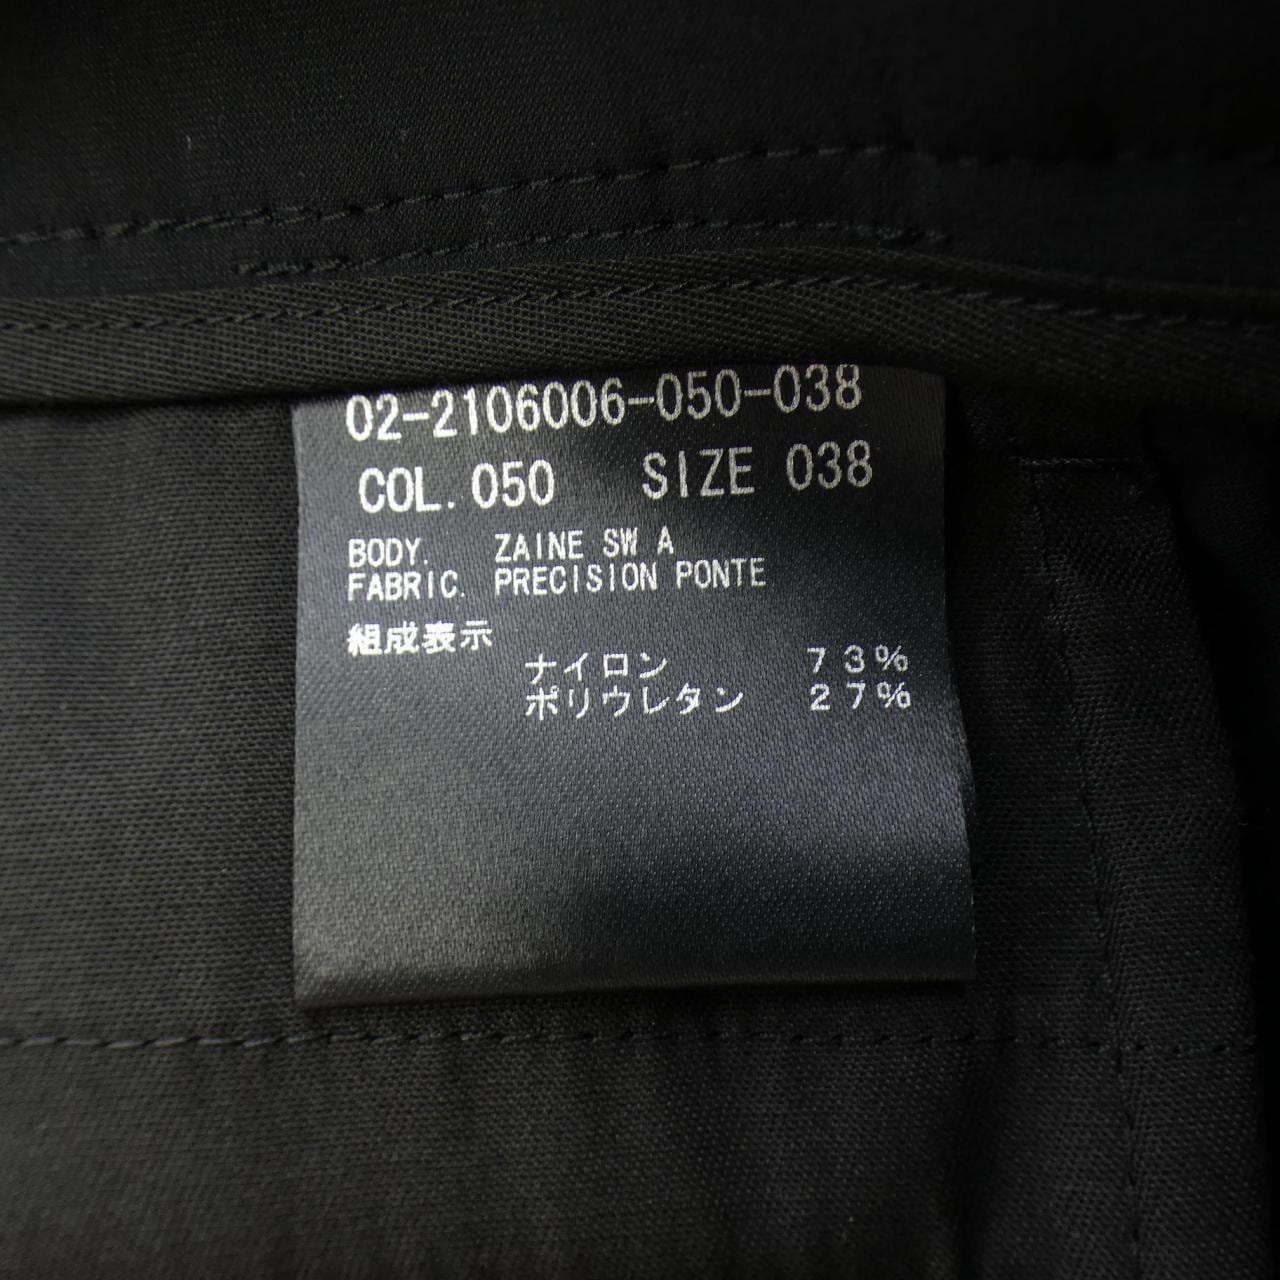 02-2106006-050-038
COL. 050 SIZE 038
BODY. ZAINE SW A
FABRIC. PRECISION PONTE
組成表示
ナイロン 73%
ポリウレタン 27%